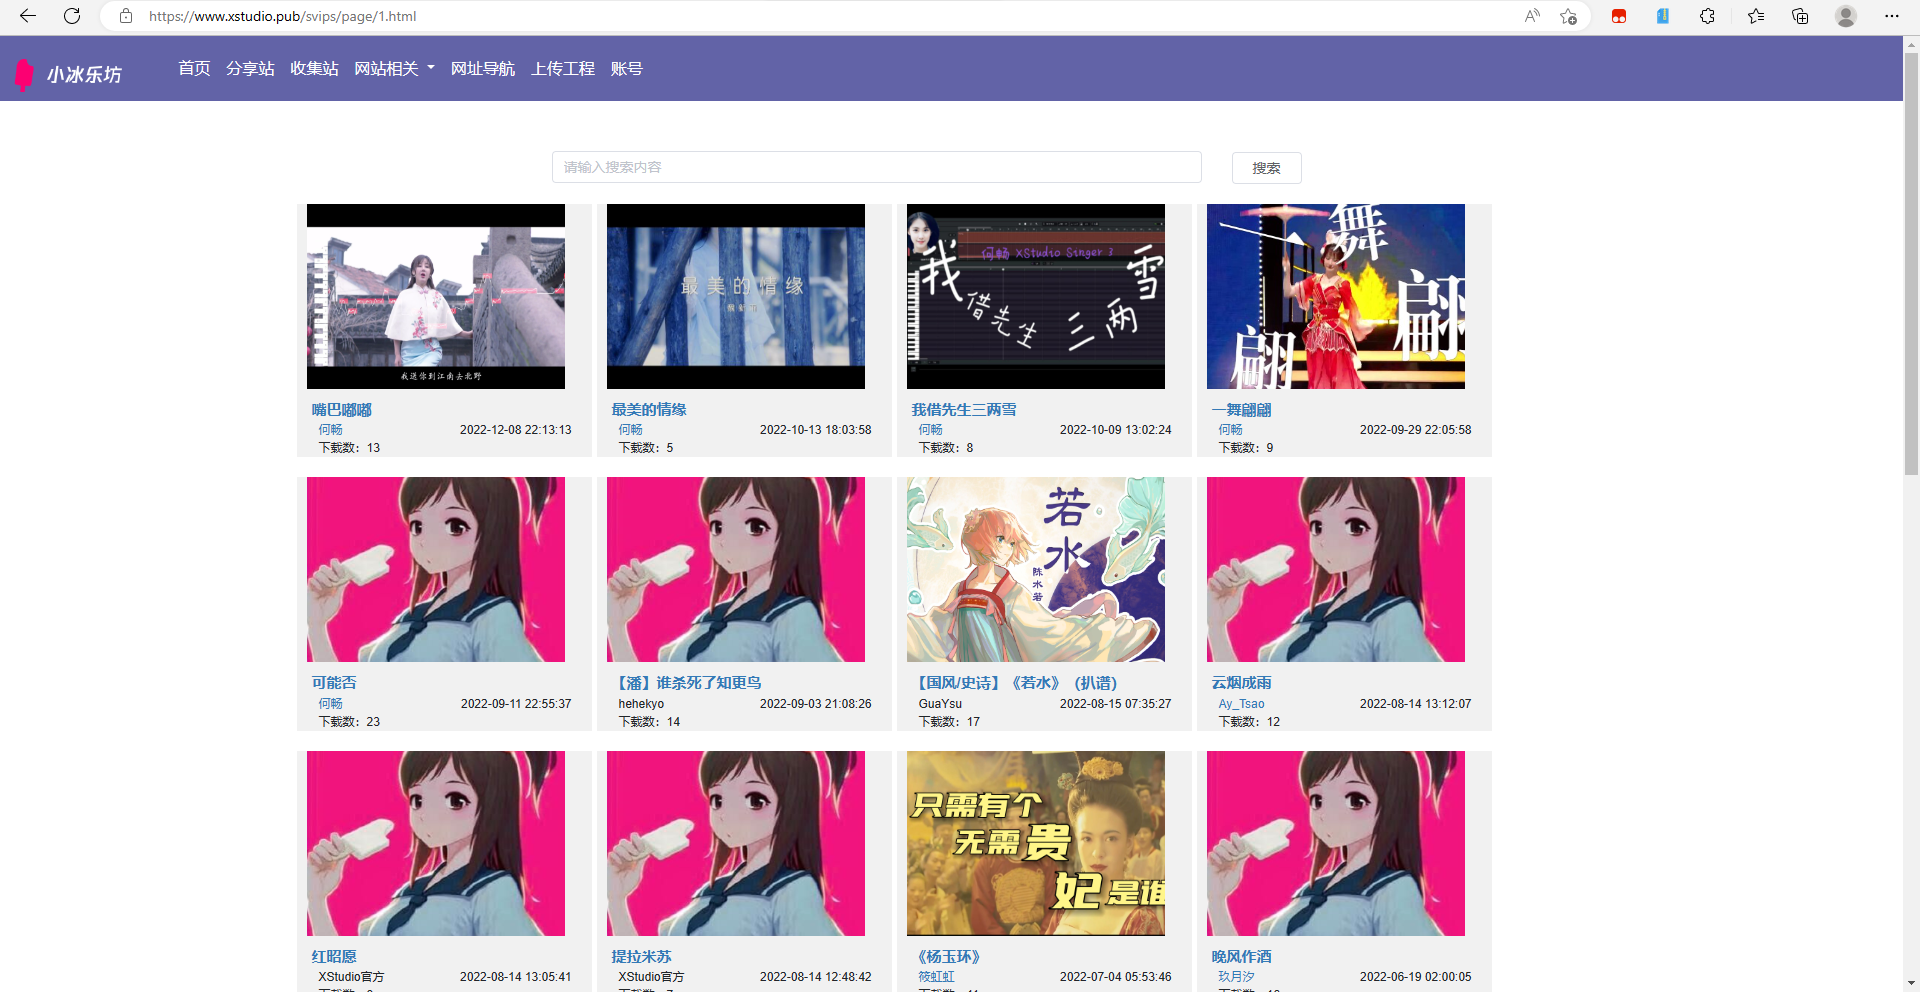 https://www.xstudio.pub/svips/page/1.html
小冰乐坊
首页 分享站 收集站 网站相关 网址导航 上传工程 账号
请输入搜索内容
搜索
我送你到江南去北野
最美的情缘
何畅 XStudio Singer 3
我
借先生
三两
雪
一舞
翩
翩
嘴巴嘟嘟
何畅
2022-12-08 22:13:13
下载数：13
最美的情缘
何畅
2022-10-13 18:03:58
下载数：5
我借先生三两雪
何畅
2022-10-09 13:02:24
下载数：8
一舞翩翩
何畅
2022-09-29 22:05:58
下载数：9
若水
陈水若
可能否
何畅
2022-09-11 22:55:37
下载数：23
【潘】谁杀死了知更鸟
hehekyo
2022-09-03 21:08:26
下载数：14
【国风/史诗】《若水》（扒谱）
GuaYsu
2022-08-15 07:35:27
下载数：17
云烟成雨
Ay_Tsao
2022-08-14 13:12:07
下载数：12
只需有个
无需贵
妃是谁
红昭愿
XStudio官方
2022-08-14 13:05:41
提拉米苏
XStudio官方
2022-08-14 12:48:42
《杨玉环》
筱虹虹
2022-07-04 05:53:46
晚风作酒
玖月汐
2022-06-19 02:00:05